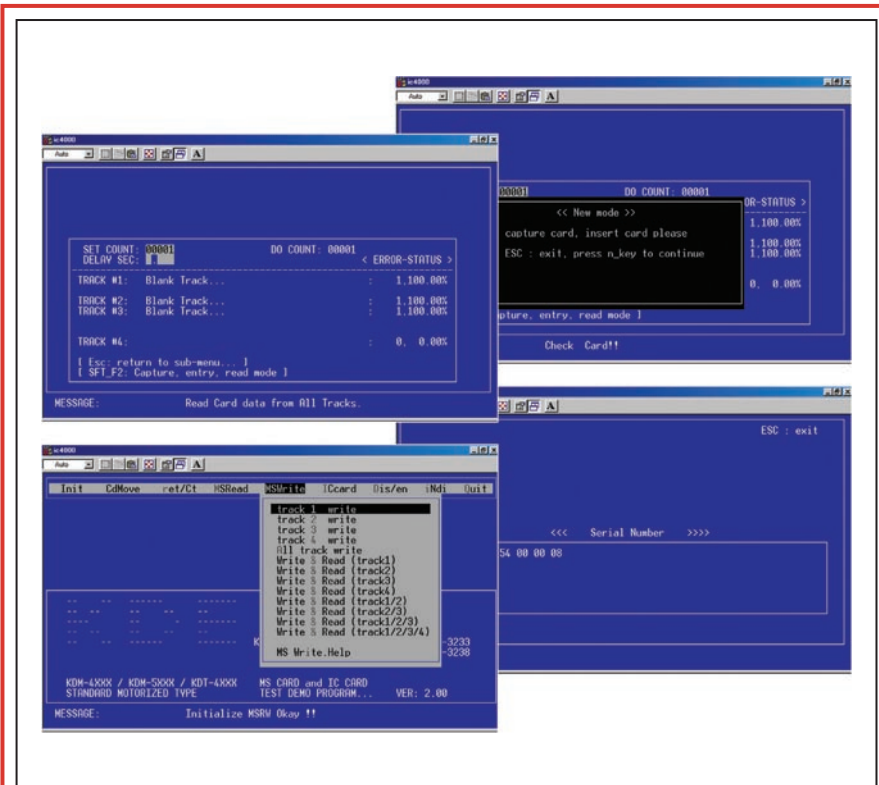 ic4000
Auto
A
00001 DO COUNT: 00001
OR-STATUS >
<< New mode >>
1,100.00%
capture card, insert card please
1,100.00%
ESC : exit, press n_key to continue
1,100.00%
0, 0.00%
pture, entry, read mode ]
Check Card!!
ic4000
Auto
A
SET COUNT: 00001 DO COUNT: 00001
DELAY SEC: < ERROR-STATUS >
TRACK #1: Blank Track... : 1,100.00%
TRACK #2: Blank Track... : 1,100.00%
TRACK #3: Blank Track... : 1,100.00%
TRACK #4: : 0, 0.00%
[ Esc: return to sub-menu... ]
[ SFT_F2: Capture, entry, read mode ]
MESSAGE: Read Card data from All Tracks.
A
ESC : exit
<<< Serial Number >>>>
54 00 00 08
ic4000
Auto
A
Init CdMove ret/Ct MSRead MSWrite ICcard Dis/en iNdi Quit
track 1 write
track 2 write
track 3 write
track 4 write
All track write
Write & Read (track1)
Write & Read (track2)
Write & Read (track3)
Write & Read (track4)
Write & Read (track1/2)
Write & Read (track2/3)
Write & Read (track1/2/3)
Write & Read (track1/2/3/4)
MS Write.Help
K -3233
-3238
KDM-4XXX / KDM-5XXX / KDT-4XXX MS CARD and IC CARD
STANDARD MOTORIZED TYPE TEST DEMO PROGRAM... VER: 2.00
MESSAGE: Initialize MSRW Okay !!